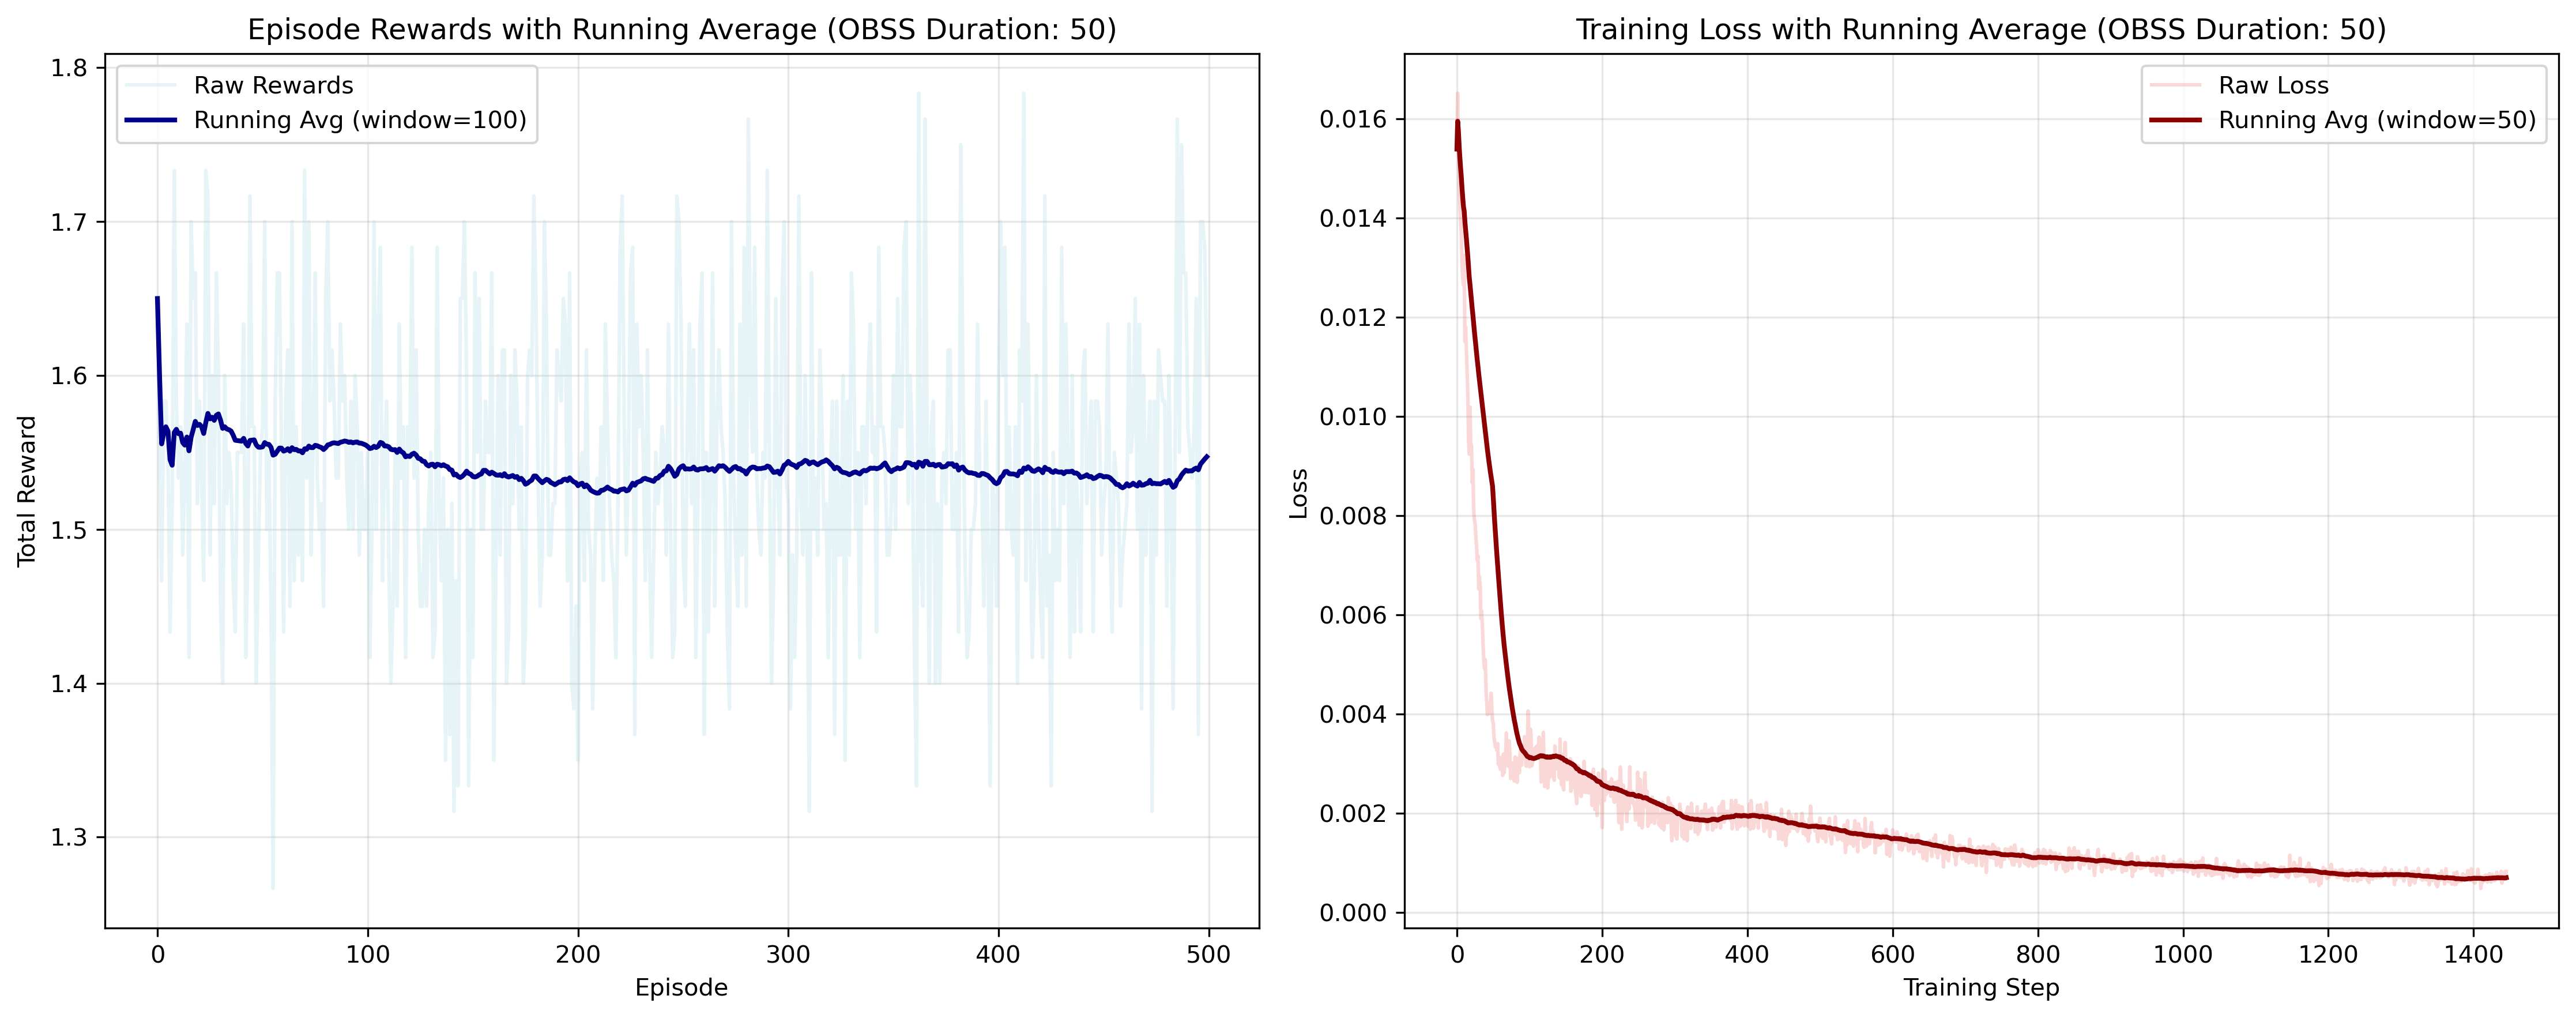 Episode Rewards with Running Average (OBSS Duration: 50)
Raw Rewards
Running Avg (window=100)
Total Reward
1.8
1.7
1.6
1.5
1.4
1.3
0 100 200 300 400 500
Episode
Training Loss with Running Average (OBSS Duration: 50)
Raw Loss
Running Avg (window=50)
Loss
0.016
0.014
0.012
0.010
0.008
0.006
0.004
0.002
0.000
0 200 400 600 800 1000 1200 1400
Training Step